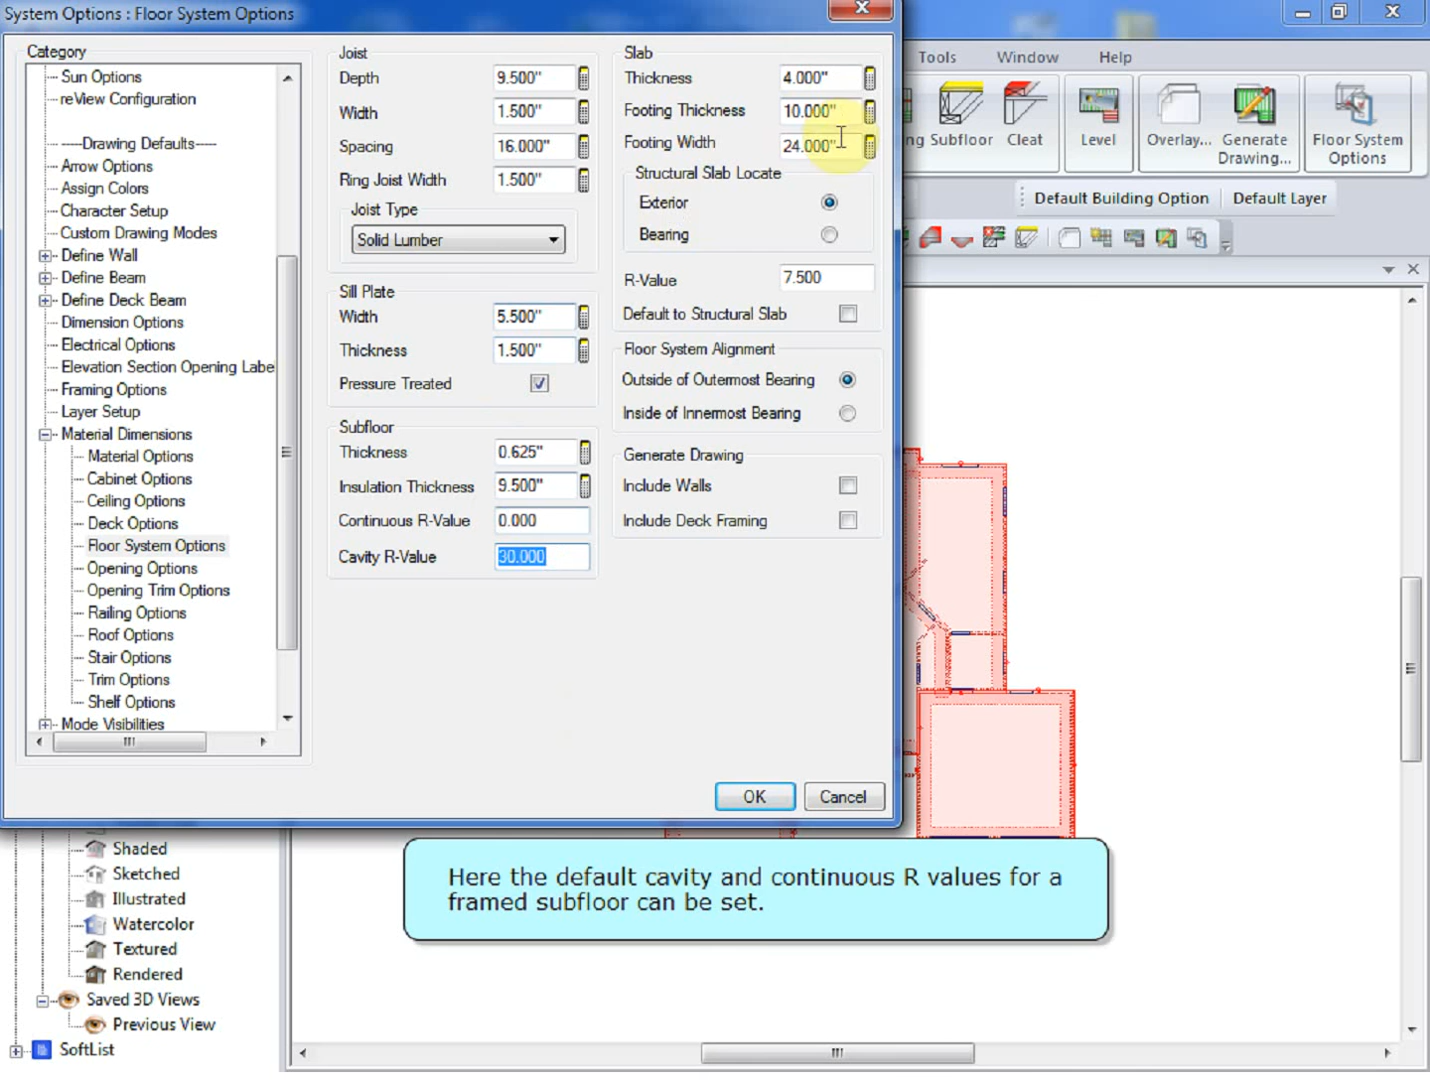 System Options : Floor System Options
Category
Sun Options
reView Configuration
-----Drawing Defaults-----
Arrow Options
Assign Colors
Character Setup
Custom Drawing Modes
Define Wall
Define Beam
Define Deck Beam
Dimension Options
Electrical Options
Elevation Section Opening Labe
Framing Options
Layer Setup
Material Dimensions
Material Options
Cabinet Options
Ceiling Options
Deck Options
Floor System Options
Opening Options
Opening Trim Options
Railing Options
Roof Options
Stair Options
Trim Options
Shelf Options
Mode Visibilities
Joist
Depth 9.500"
Width 1.500"
Spacing 16.000"
Ring Joist Width 1.500"
Joist Type
Solid Lumber
Sill Plate
Width 5.500"
Thickness 1.500"
Pressure Treated
Subfloor
Thickness 0.625"
Insulation Thickness 9.500"
Continuous R-Value 0.000
Cavity R-Value 30.000
Slab
Thickness 4.000"
Footing Thickness 10.000"
Footing Width 24.000"
Structural Slab Locate
Exterior
Bearing
R-Value 7.500
Default to Structural Slab
Floor System Alignment
Outside of Outermost Bearing
Inside of Innermost Bearing
Generate Drawing
Include Walls
Include Deck Framing
OK Cancel
Tools Window Help
ng Subfloor Cleat Level Overlay... Generate Drawing... Floor System Options
Default Building Option Default Layer
Shaded
Sketched
Illustrated
Watercolor
Textured
Rendered
Saved 3D Views
Previous View
SoftList
Here the default cavity and continuous R values for a
framed subfloor can be set.